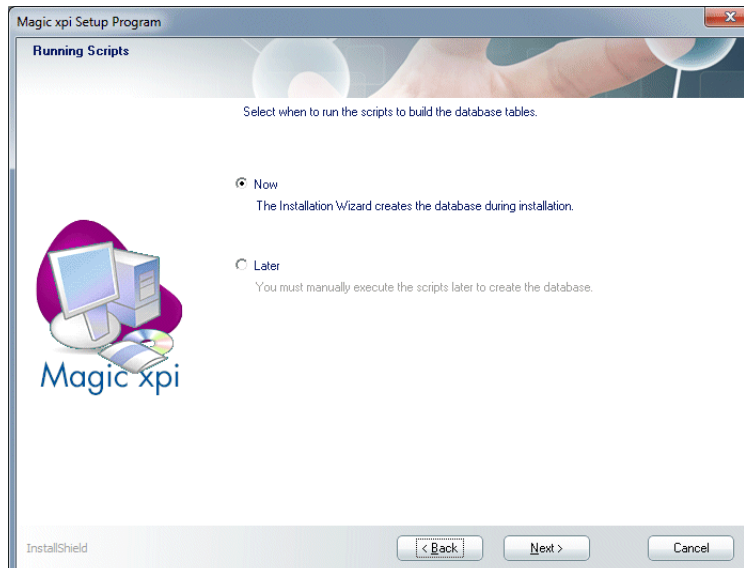 Magic xpi Setup Program
Running Scripts
Select when to run the scripts to build the database tables.
Now
The Installation Wizard creates the database during installation.
Later
You must manually execute the scripts later to create the database.
Magic xpi
InstallShield
< Back
Next >
Cancel